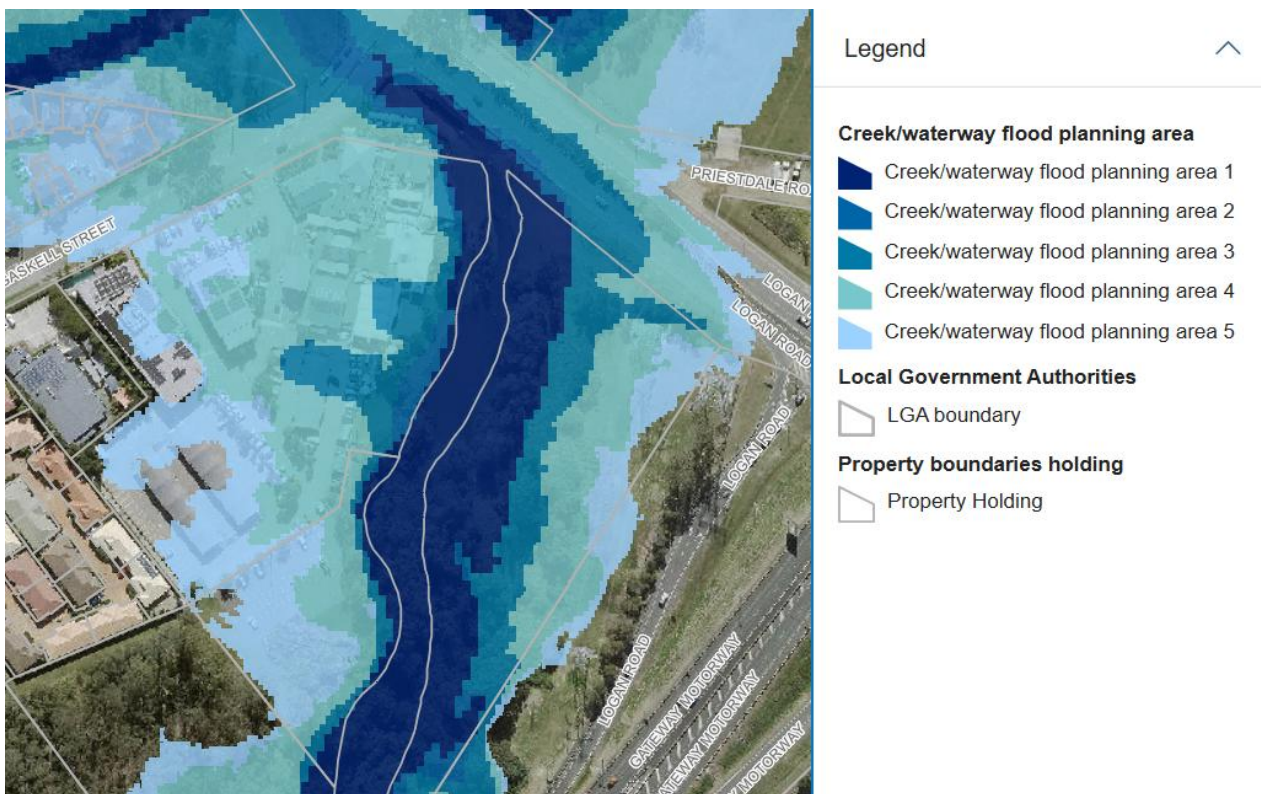 GASKELL STREET
PRIESTDALE RO
LOGAN
LOGAN ROAD
LOGAN ROAD
LOGAN ROAD
GATEWAY MOTORWAY
GATEWAY MOTORWAY
MOTORWAY
Legend
Creek/waterway flood planning area
Creek/waterway flood planning area 1
Creek/waterway flood planning area 2
Creek/waterway flood planning area 3
Creek/waterway flood planning area 4
Creek/waterway flood planning area 5
Local Government Authorities
LGA boundary
Property boundaries holding
Property Holding